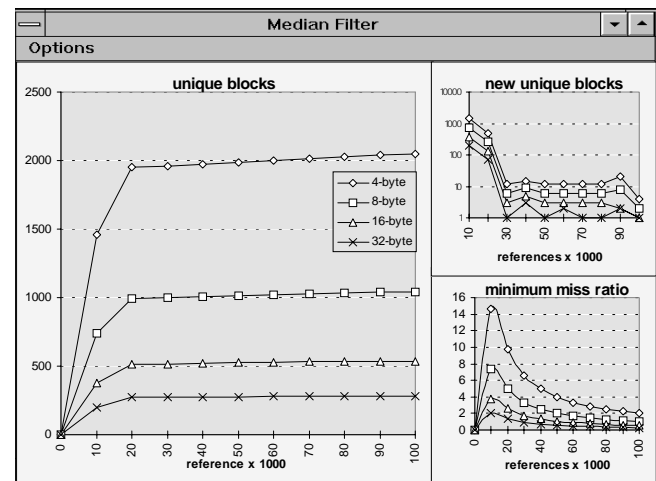 Median Filter
Options
unique blocks
2500
2000
1500
1000
500
0
0 10 20 30 40 50 60 70 80 90 100
reference x 1000
4-byte
8-byte
16-byte
32-byte
new unique blocks
10000
1000
100
10
1
10 30 50 70 90
references x 1000
minimum miss ratio
16
14
12
10
8
6
4
2
0
0 10 20 30 40 50 60 70 80 90 100
references x 1000